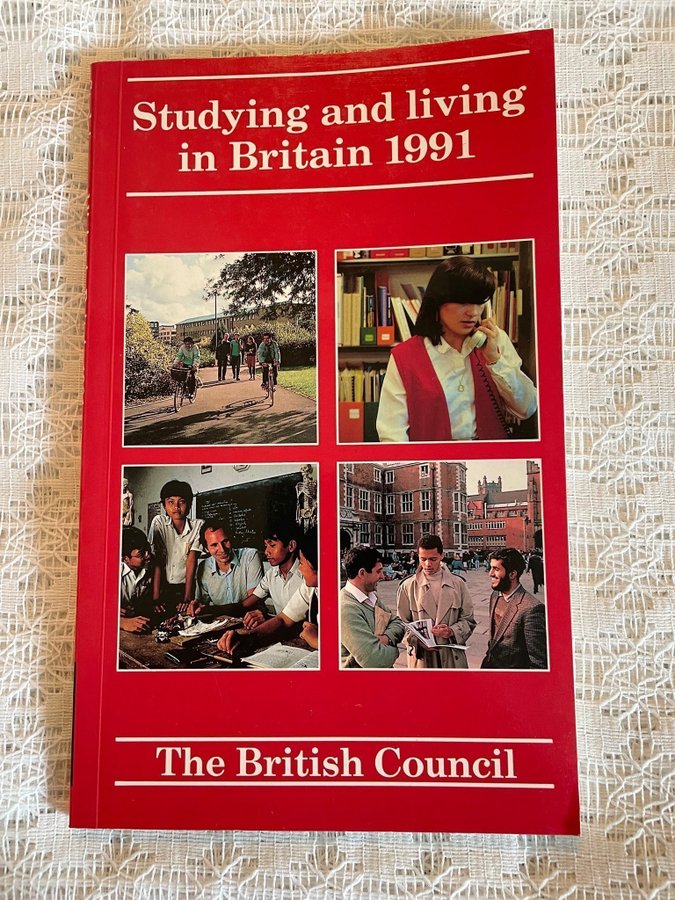 Studying and living
in Britain 1991
The British Council